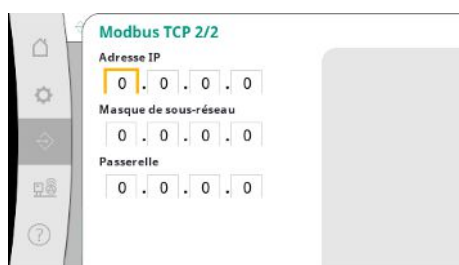 Modbus TCP 2/2
Adresse IP
0 . 0 . 0 . 0
Masque de sous-réseau
0 . 0 . 0 . 0
Passerelle
0 . 0 . 0 . 0
?